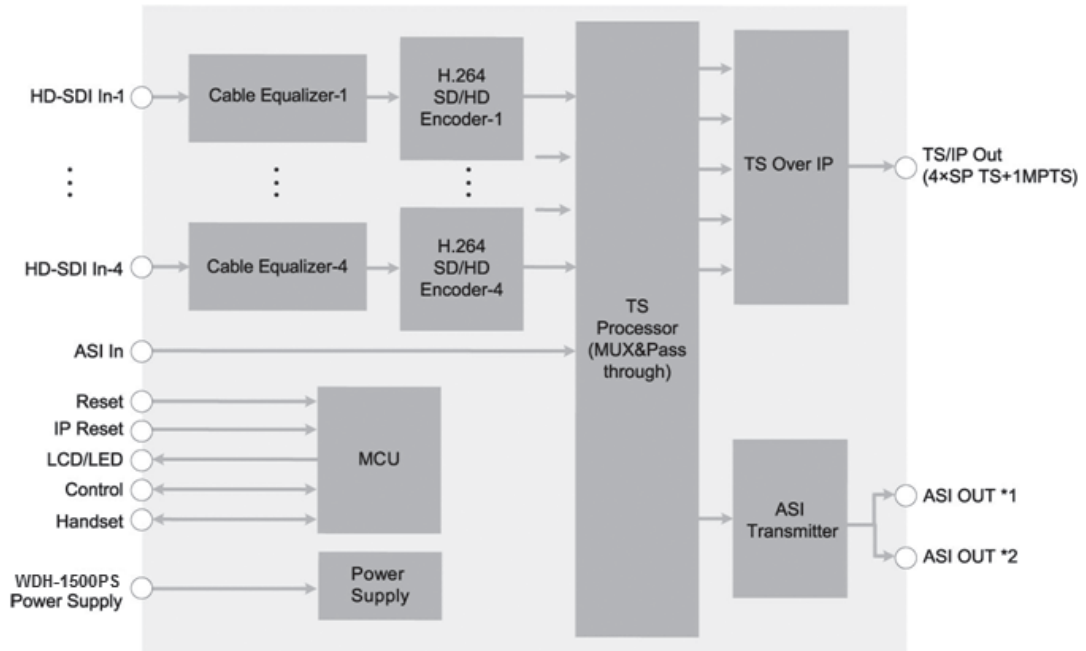 HD-SDI In-1
Cable Equalizer-1
H.264
SD/HD
Encoder-1
HD-SDI In-4
Cable Equalizer-4
H.264
SD/HD
Encoder-4
ASI In
Reset
IP Reset
LCD/LED
Control
Handset
MCU
WDH-1500PS
Power Supply
Power
Supply
TS
Processor
(MUX&Pass
through)
TS Over IP
TS/IP Out
(4×SP TS+1MPTS)
ASI
Transmitter
ASI OUT *1
ASI OUT *2